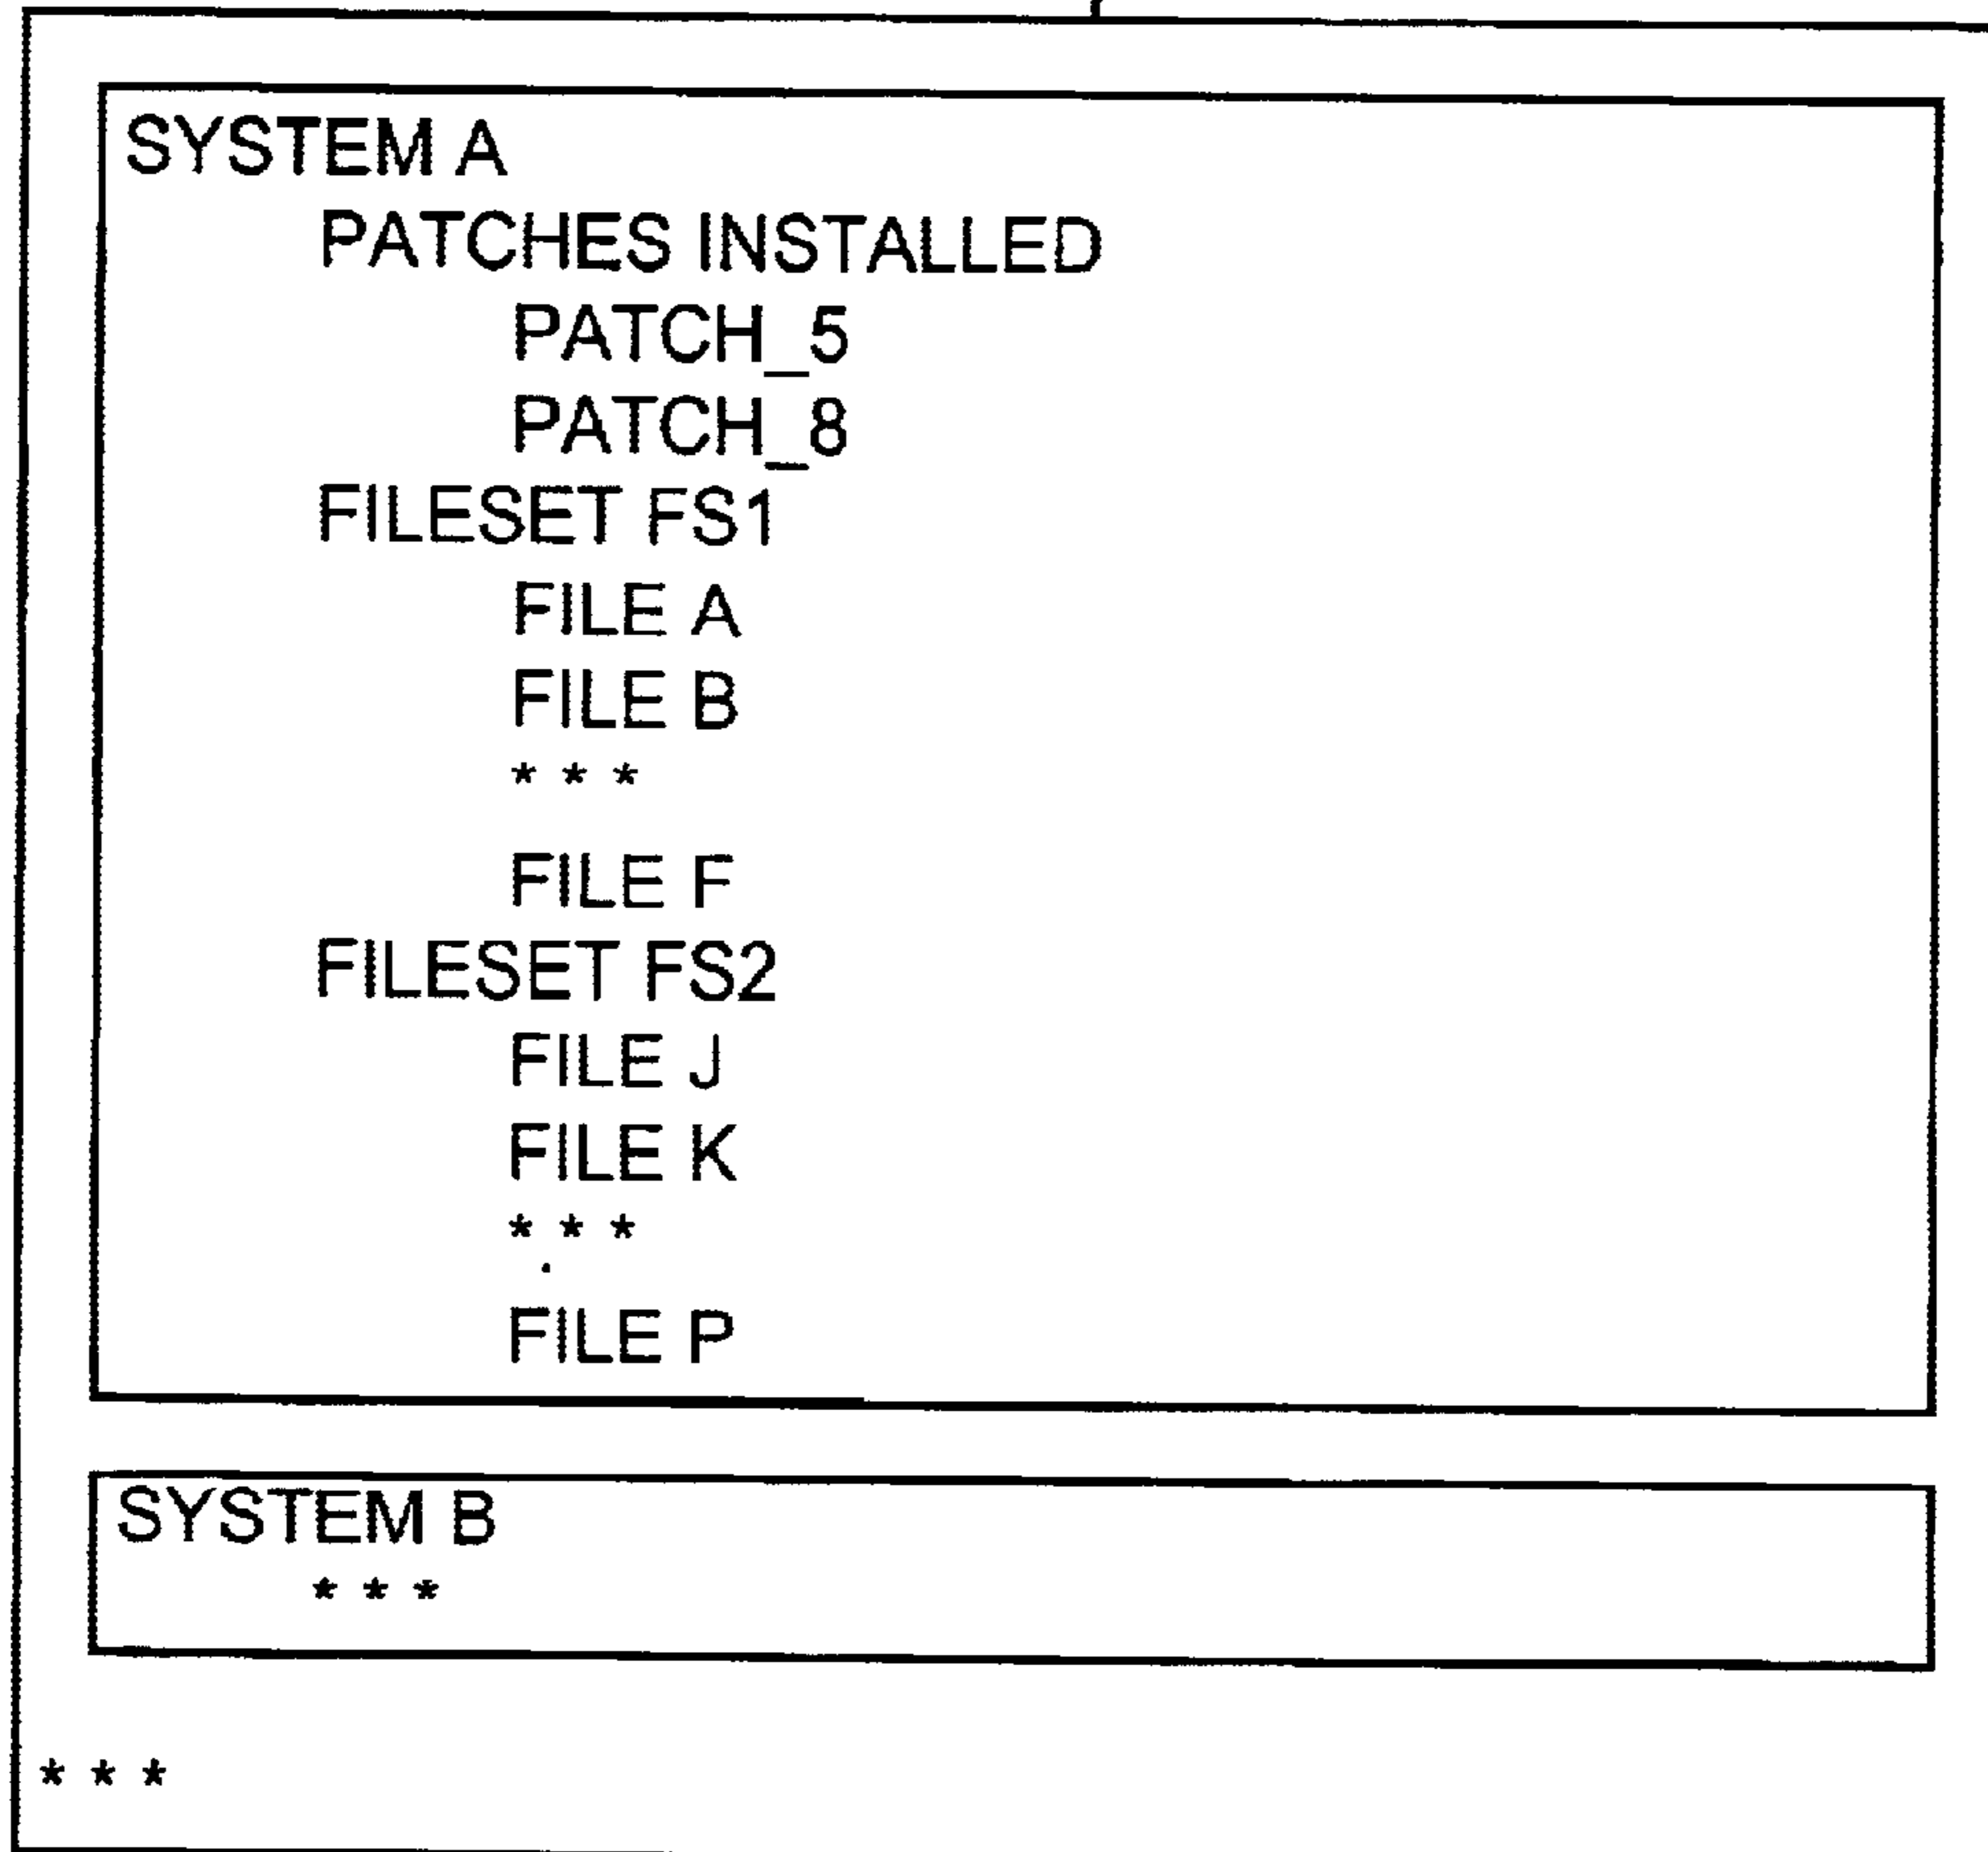 SYSTEM A
PATCHES INSTALLED
PATCH_5
PATCH_8
FILESET FS1
FILE A
FILE B
* * *
FILE F
FILESET FS2
FILE J
FILE K
* * *
FILE P
SYSTEM B
* * *
* * *